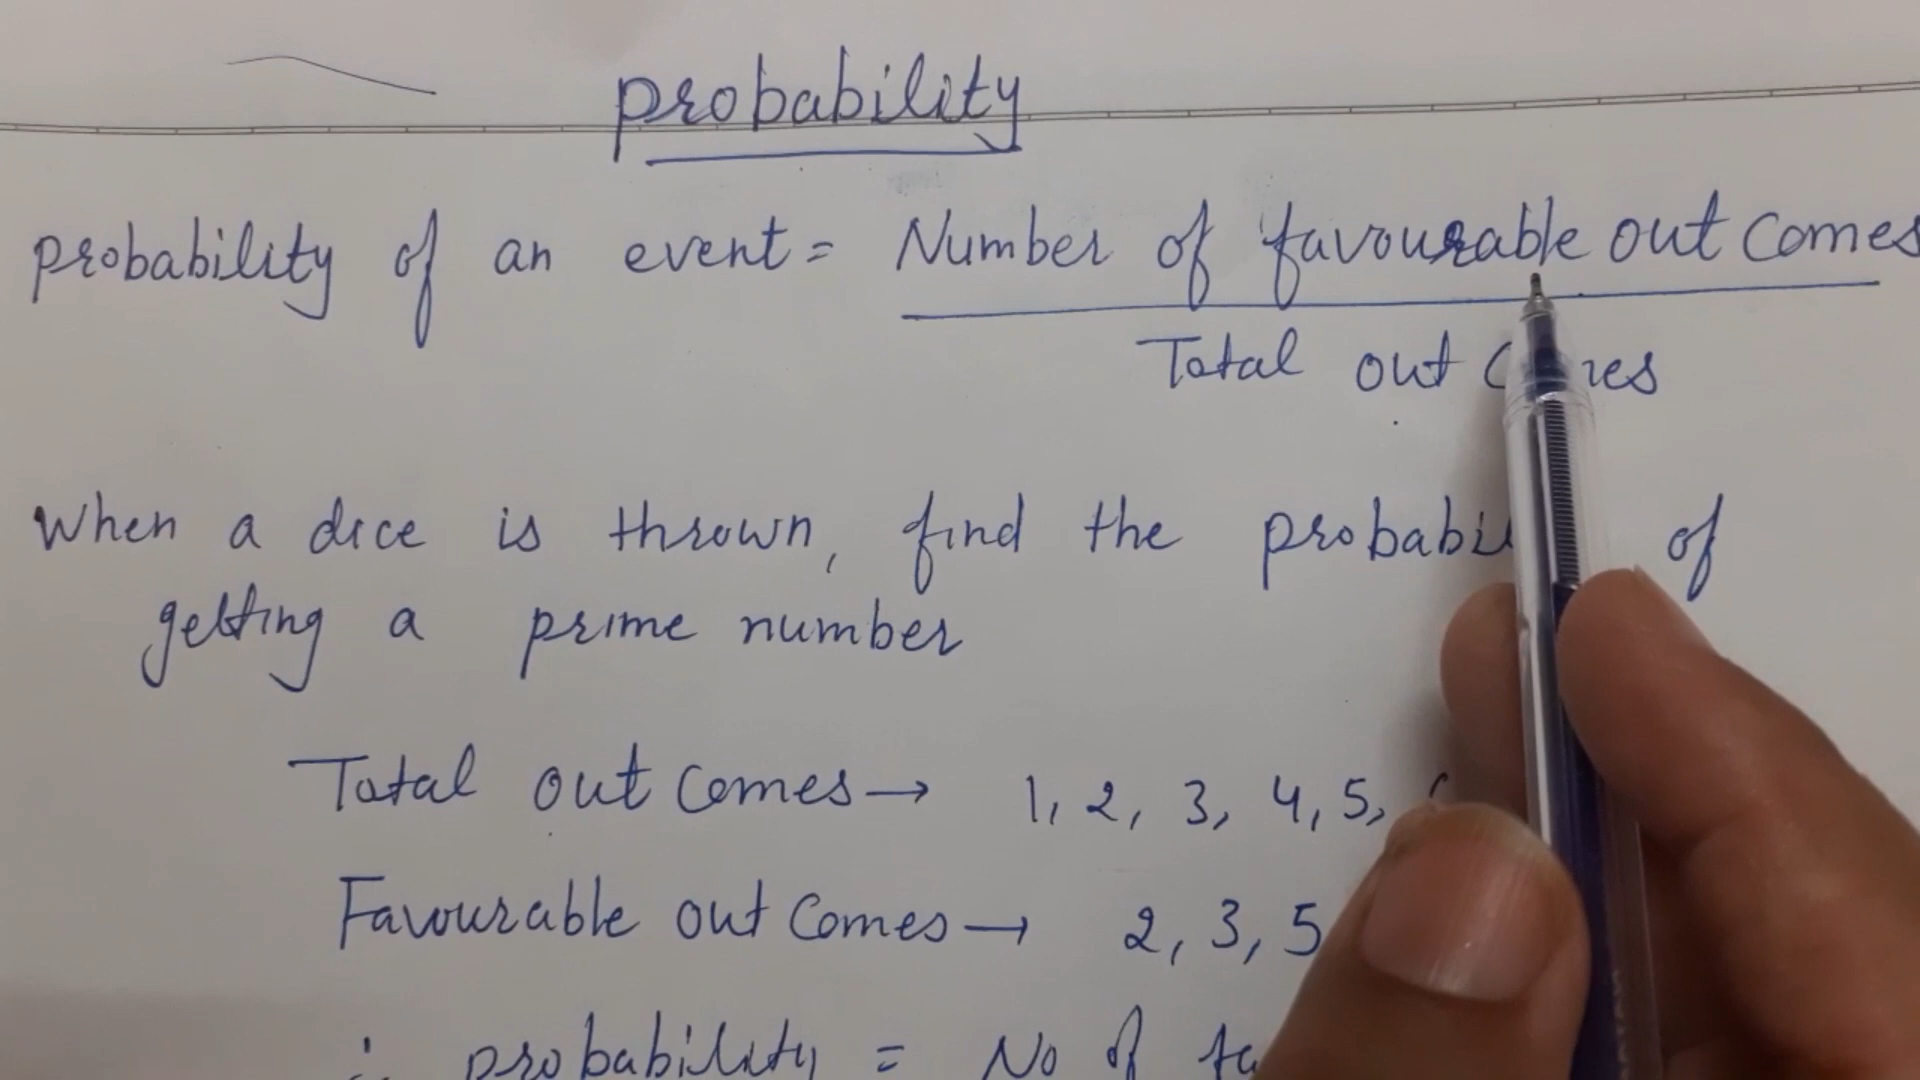 probability
probability of an event = Number of favourable out Comes
Total out
When a dice is thrown, find the of
getting a prime number
Total out Comes → 1, 2, 3, 4, 5,
Favourable out Comes → 2, 3, 5
∴ probability = No of